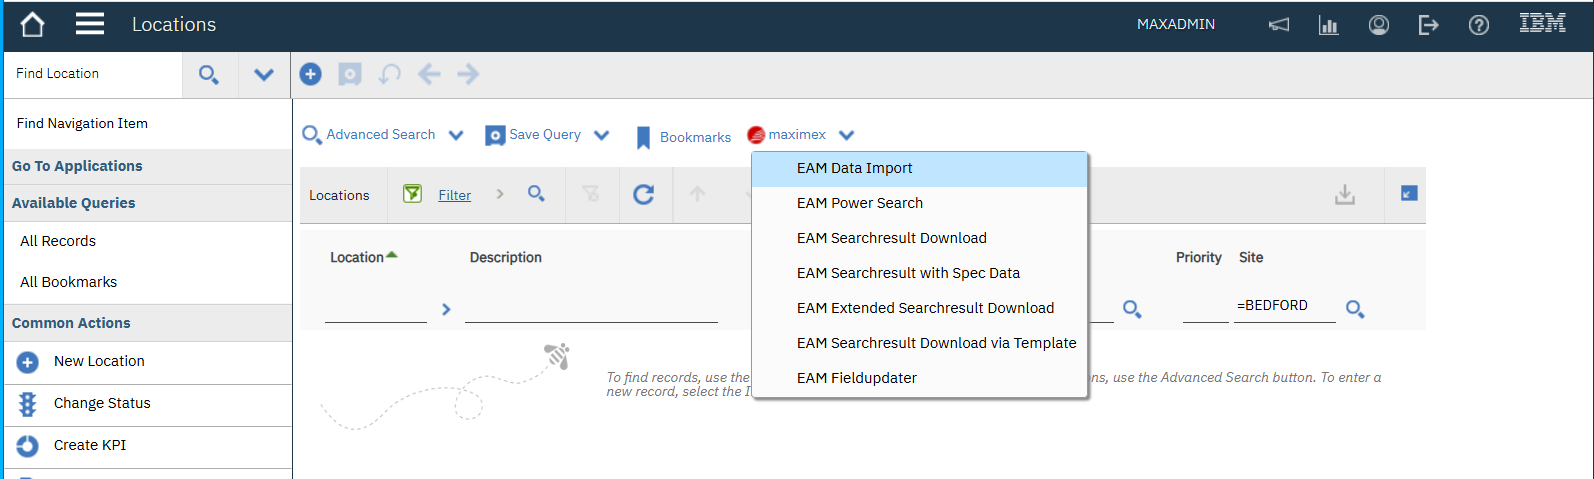 Locations
MAXADMIN
IBM
Find Location
Find Navigation Item
Go To Applications
Available Queries
All Records
All Bookmarks
Common Actions
New Location
Change Status
Create KPI
Advanced Search
Save Query
Bookmarks
maximex
EAM Data Import
EAM Power Search
EAM Searchresult Download
EAM Searchresult with Spec Data
EAM Extended Searchresult Download
EAM Searchresult Download via Template
EAM Fieldupdater
Locations
Filter
Location
Description
Priority
Site
=BEDFORD
To find records, use the ns, use the Advanced Search button. To enter a
new record, select the